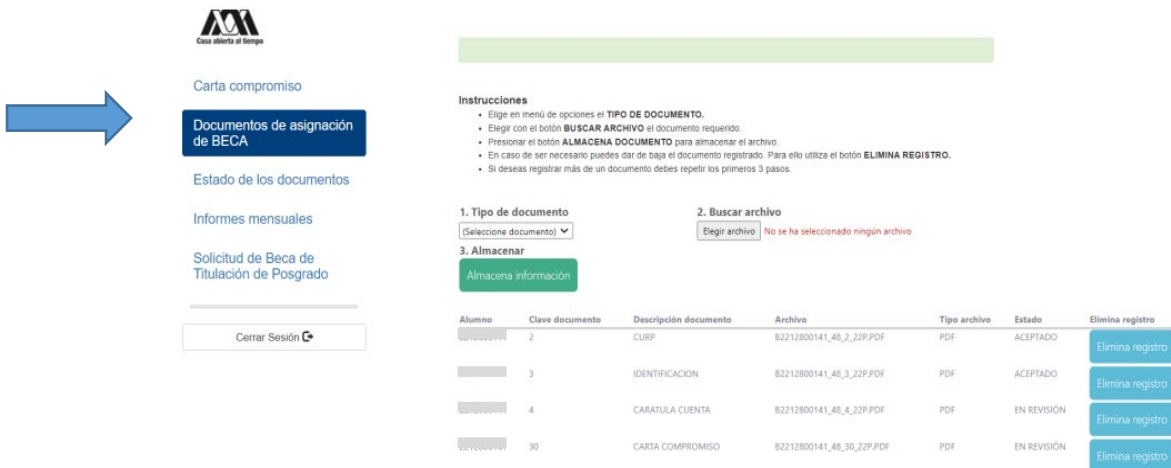 Casa abierta al tiempo
Carta compromiso
Documentos de asignación
de BECA
Estado de los documentos
Informes mensuales
Solicitud de Beca de
Titulación de Posgrado
Cerrar Sesión
Instrucciones
Elige en menú de opciones el TIPO DE DOCUMENTO.
Elegir con el botón BUSCAR ARCHIVO el documento requerido.
Presionar el botón ALMACENA DOCUMENTO para almacenar el archivo.
En caso de ser necesario puedes dar de baja el documento registrado. Para ello utiliza el botón ELIMINA REGISTRO.
Si deseas registrar más de un documento debes repetir los primeros 3 pasos.
1. Tipo de documento
(Seleccione documento)
2. Buscar archivo
Elegir archivo No se ha seleccionado ningún archivo
3. Almacenar
Almacena información
Alumno Clave documento Descripción documento Archivo Tipo archivo Estado Elimina registro
2 CURP B2212800141_48_2_22P.PDF PDF ACEPTADO Elimina registro
3 IDENTIFICACION B2212800141_48_3_22P.PDF PDF ACEPTADO Elimina registro
4 CARATULA CUENTA B2212800141_48_4_22P.PDF PDF EN REVISIÓN Elimina registro
30 CARTA COMPROMISO B2212800141_48_30_22P.PDF PDF EN REVISIÓN Elimina registro